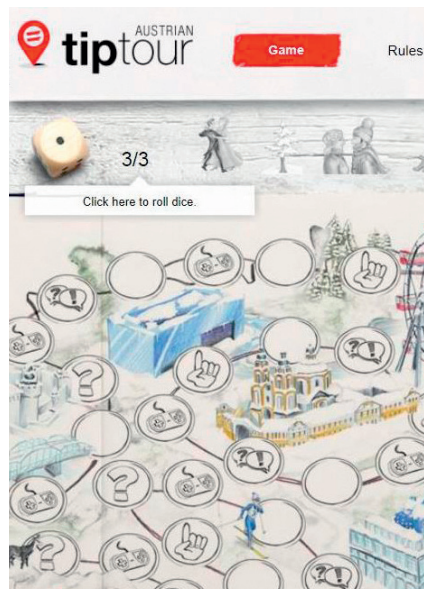 AUSTRIAN
tiptour
Game
Rules
3/3
Click here to roll dice.